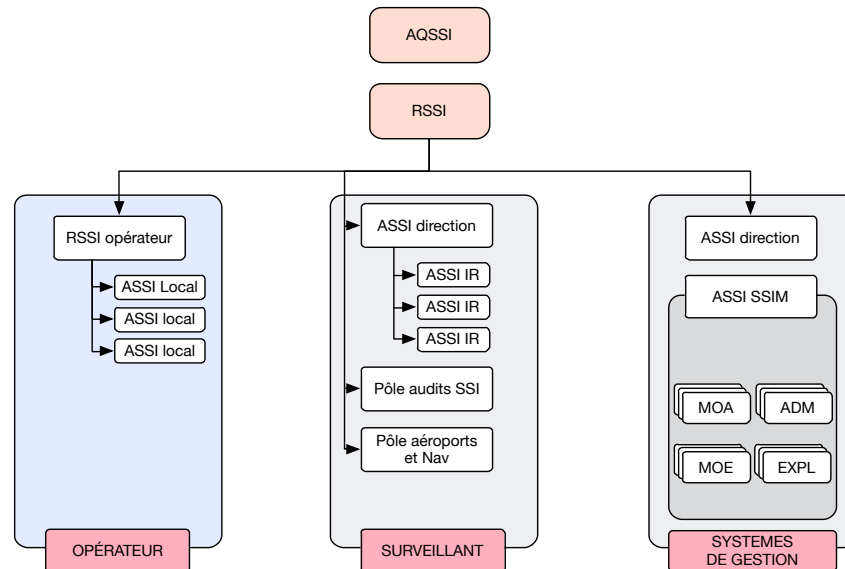 AQSSI
RSSI
RSSI opérateur
ASSI Local
ASSI local
ASSI local
OPÉRATEUR
ASSI direction
ASSI IR
ASSI IR
ASSI IR
Pôle audits SSI
Pôle aéroports
et Nav
SURVEILLANT
ASSI direction
ASSI SSIM
MOA
ADM
MOE
EXPL
SYSTEMES
DE GESTION